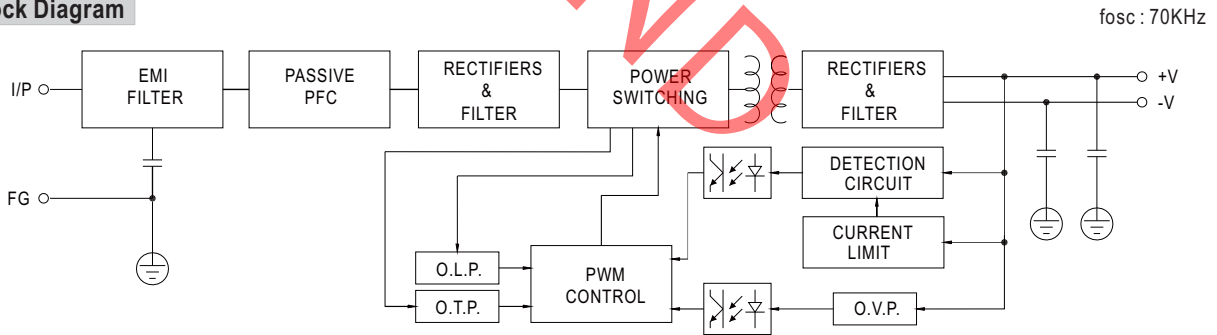 ock Diagram
fosc : 70KHz
I/P
EMI
FILTER
PASSIVE
PFC
RECTIFIERS
&
FILTER
POWER
SWITCHING
RECTIFIERS
&
FILTER
+V
-V
DETECTION
CIRCUIT
FG
CURRENT
LIMIT
O.L.P.
PWM
CONTROL
O.T.P.
O.V.P.
ND